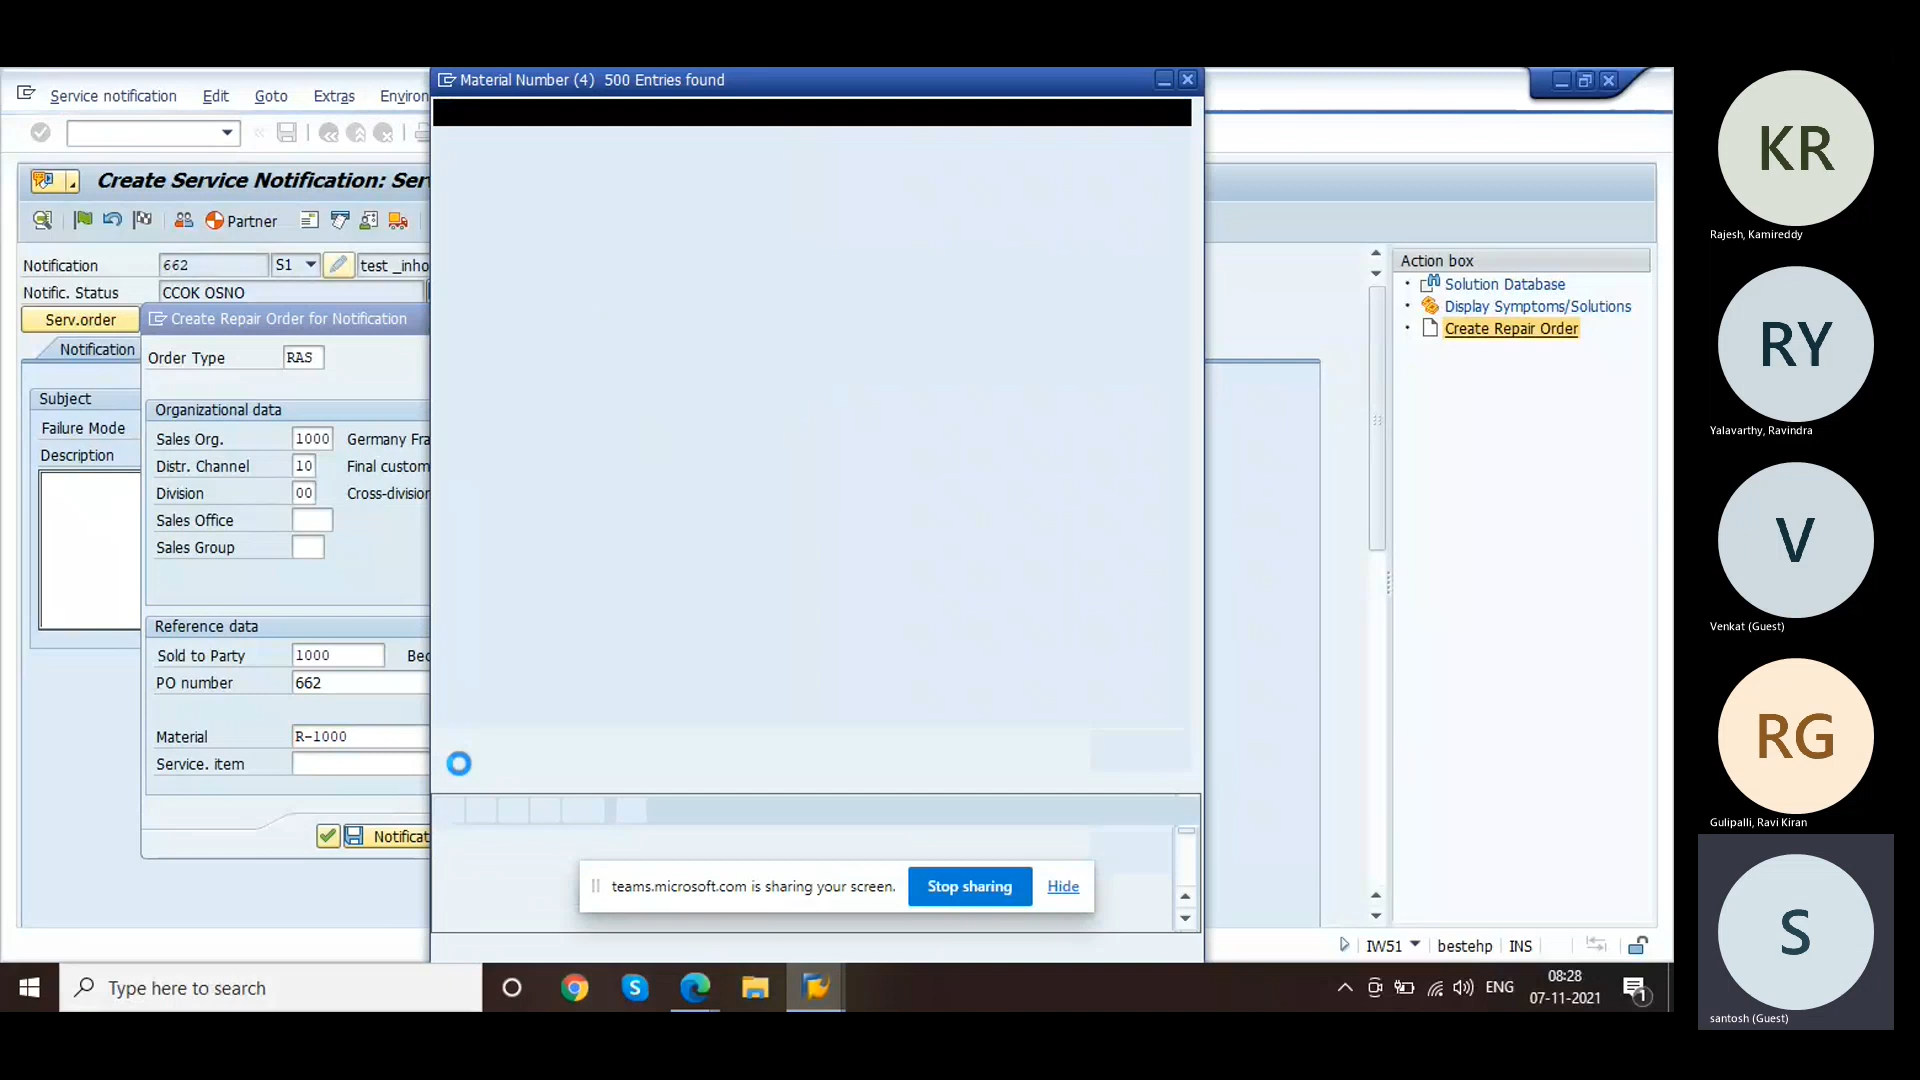 Material Number (4) 500 Entries found
Service notification Edit Goto Extras Environ
Create Service Notification: Ser
Partner
Notification 662 S1 test _inho
Notific. Status CCOK OSNO
Serv.order
Create Repair Order for Notification
Notification
Order Type RAS
Subject
Organizational data
Failure Mode
Sales Org. 1000 Germany Fra
Description
Distr. Channel 10 Final custom
Division 00 Cross-division
Sales Office
Sales Group
Reference data
Sold to Party 1000 Bec
PO number 662
Material R-1000
Service. item
Notificat
Action box
Solution Database
Display Symptoms/Solutions
Create Repair Order
teams.microsoft.com is sharing your screen. Stop sharing Hide
IW51 bestehp INS
Type here to search
ENG
08:28
07-11-2021
1
KR
Rajesh, Kamireddy
RY
Yalavarthy, Ravindra
V
Venkat (Guest)
RG
Gulipalli, Ravi Kiran
S
santosh (Guest)